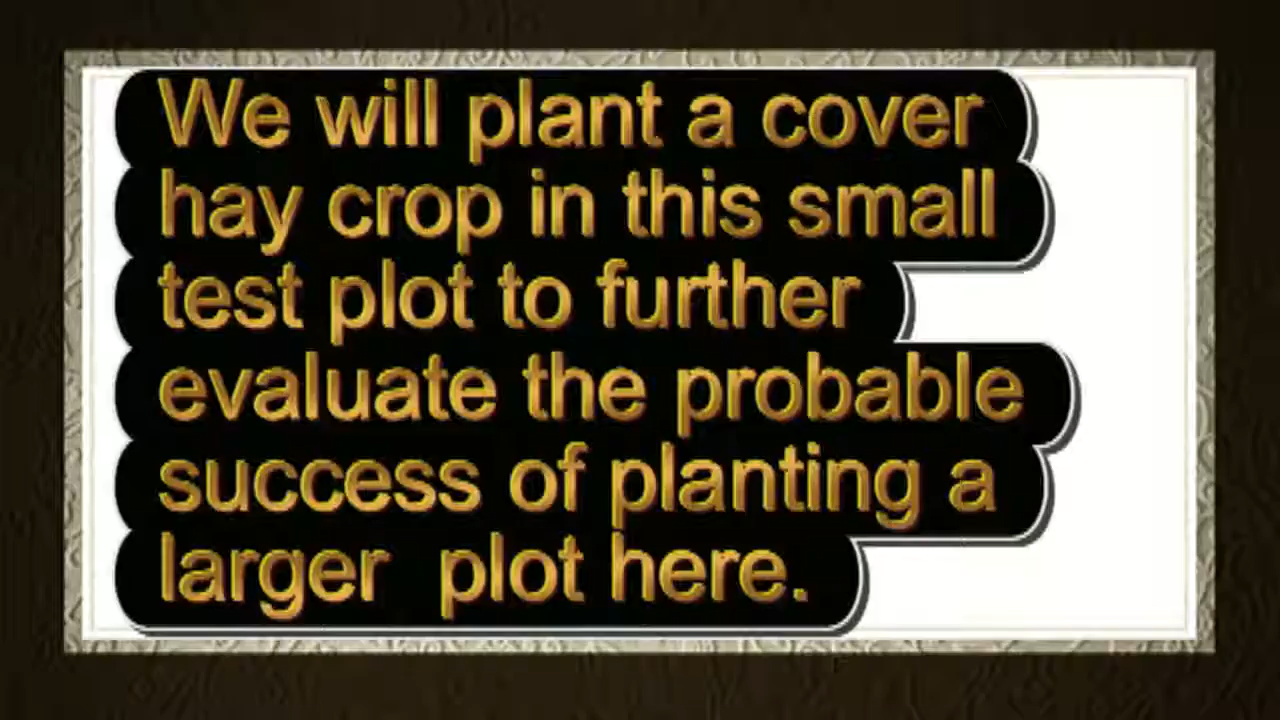 We will plant a cover
hay crop in this small
test plot to further
evaluate the probable
success of planting a
larger  plot here.